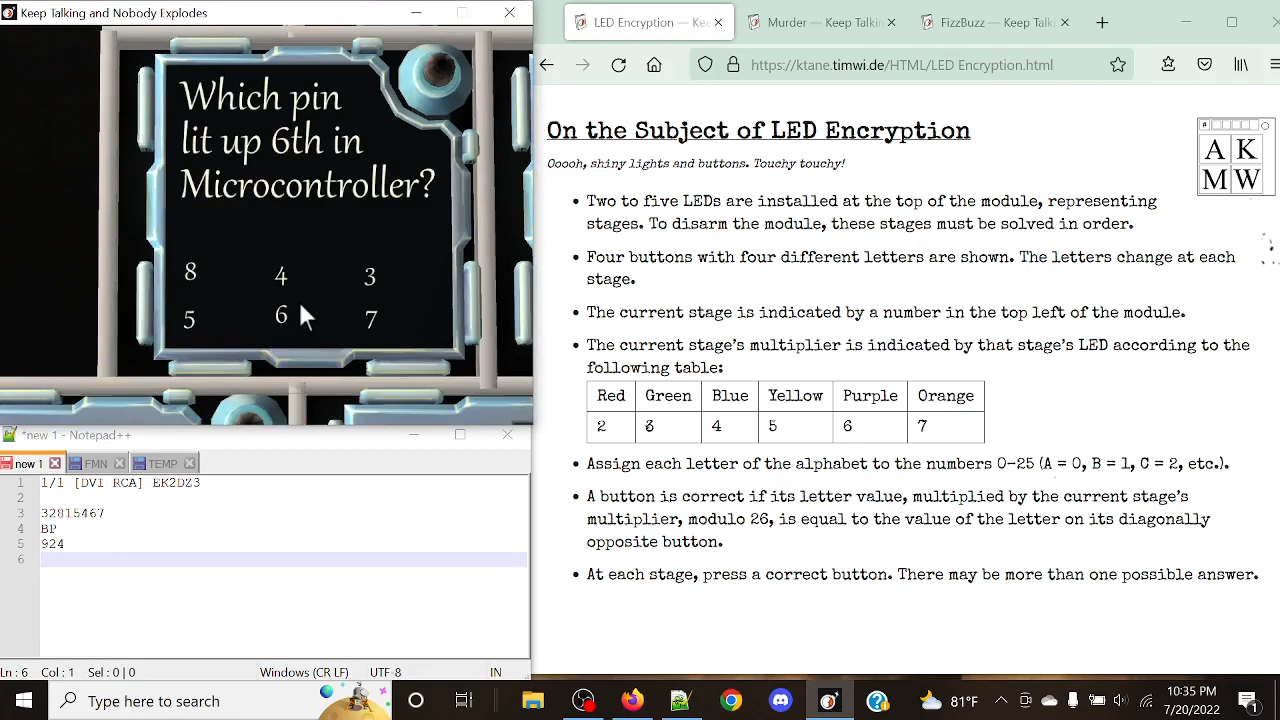 Keep Talking and Nobody Explodes
Which pin
lit up 6th in
Microcontroller?
8 4 3
5 6 7
*new 1 - Notepad++
new 1 FMN TEMP
1 1/1 [DVI RCA] EK2DZ3
2
3 32815467
4 BP
5 924
6
Ln: 6 Col: 1 Sel: 0 | 0 Windows (CR LF) UTF-8 IN
LED Encryption — Kee
Murder — Keep Talkin
FizzBuzz — Keep Talki
https://ktane.timwi.de/HTML/LED Encryption.html
On the Subject of LED Encryption
Ooooh, shiny lights and buttons. Touchy touchy!
A K
M W
• Two to five LEDs are installed at the top of the module, representing
stages. To disarm the module, these stages must be solved in order.
• Four buttons with four different letters are shown. The letters change at each
stage.
• The current stage is indicated by a number in the top left of the module.
• The current stage’s multiplier is indicated by that stage’s LED according to the
following table:
Red Green Blue Yellow Purple Orange
2 3 4 5 6 7
• Assign each letter of the alphabet to the numbers 0–25 (A = 0, B = 1, C = 2, etc.).
• A button is correct if its letter value, multiplied by the current stage’s
multiplier, modulo 26, is equal to the value of the letter on its diagonally
opposite button.
• At each stage, press a correct button. There may be more than one possible answer.
Type here to search
81°F
10:35 PM
7/20/2022
1